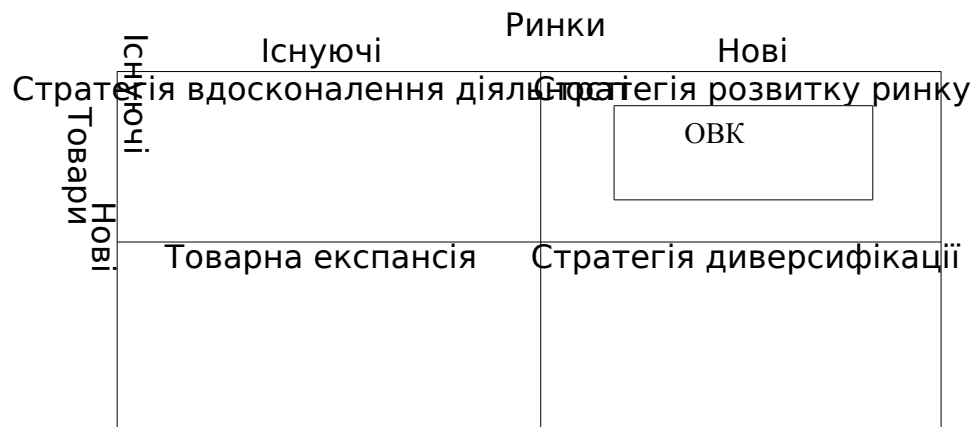 Ринки
Існуючі
Нові
Товари
Існуючі
Нові
Стратегія вдосконалення діяльності
Стратегія розвитку ринку
ОВК
Товарна експансія
Стратегія диверсифікації